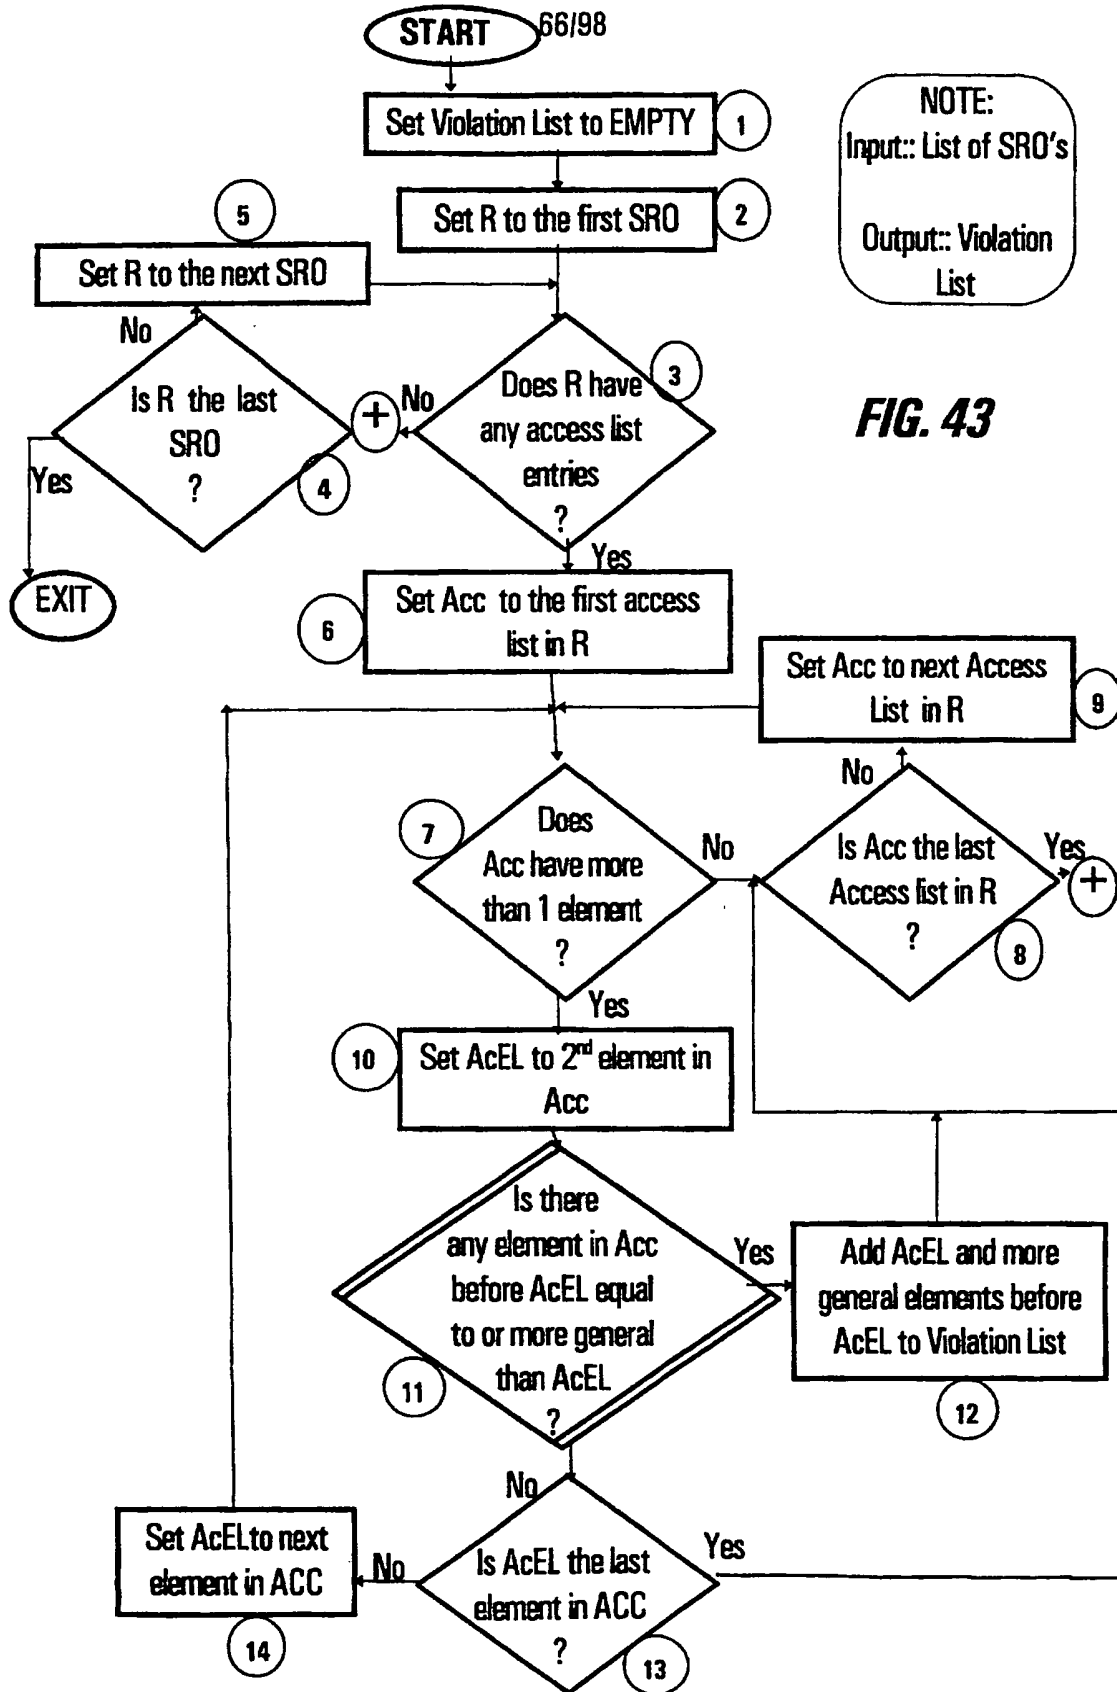 START
66/98
Set Violation List to EMPTY
1
NOTE:
Input:: List of SRO's
Output:: Violation
List
Set R to the first SRO
2
5
Set R to the next SRO
No
Is R the last
SRO
?
4
Yes
EXIT
+
No
Does R have
any access list
entries
?
3
FIG. 43
Yes
Set Acc to the first access
list in R
6
Set Acc to next Access
List in R
9
No
7
Does
Acc have more
than 1 element
?
No
Is Acc the last
Access list in R
?
8
Yes
+
Yes
10
Set AcEL to 2nd element in
Acc
Is there
any element in Acc
before AcEL equal
to or more general
than AcEL
?
11
Yes
Add AcEL and more
general elements before
AcEL to Violation List
12
No
Set AcELto next
element in ACC
14
No
Is AcEL the last
element in ACC
?
13
Yes